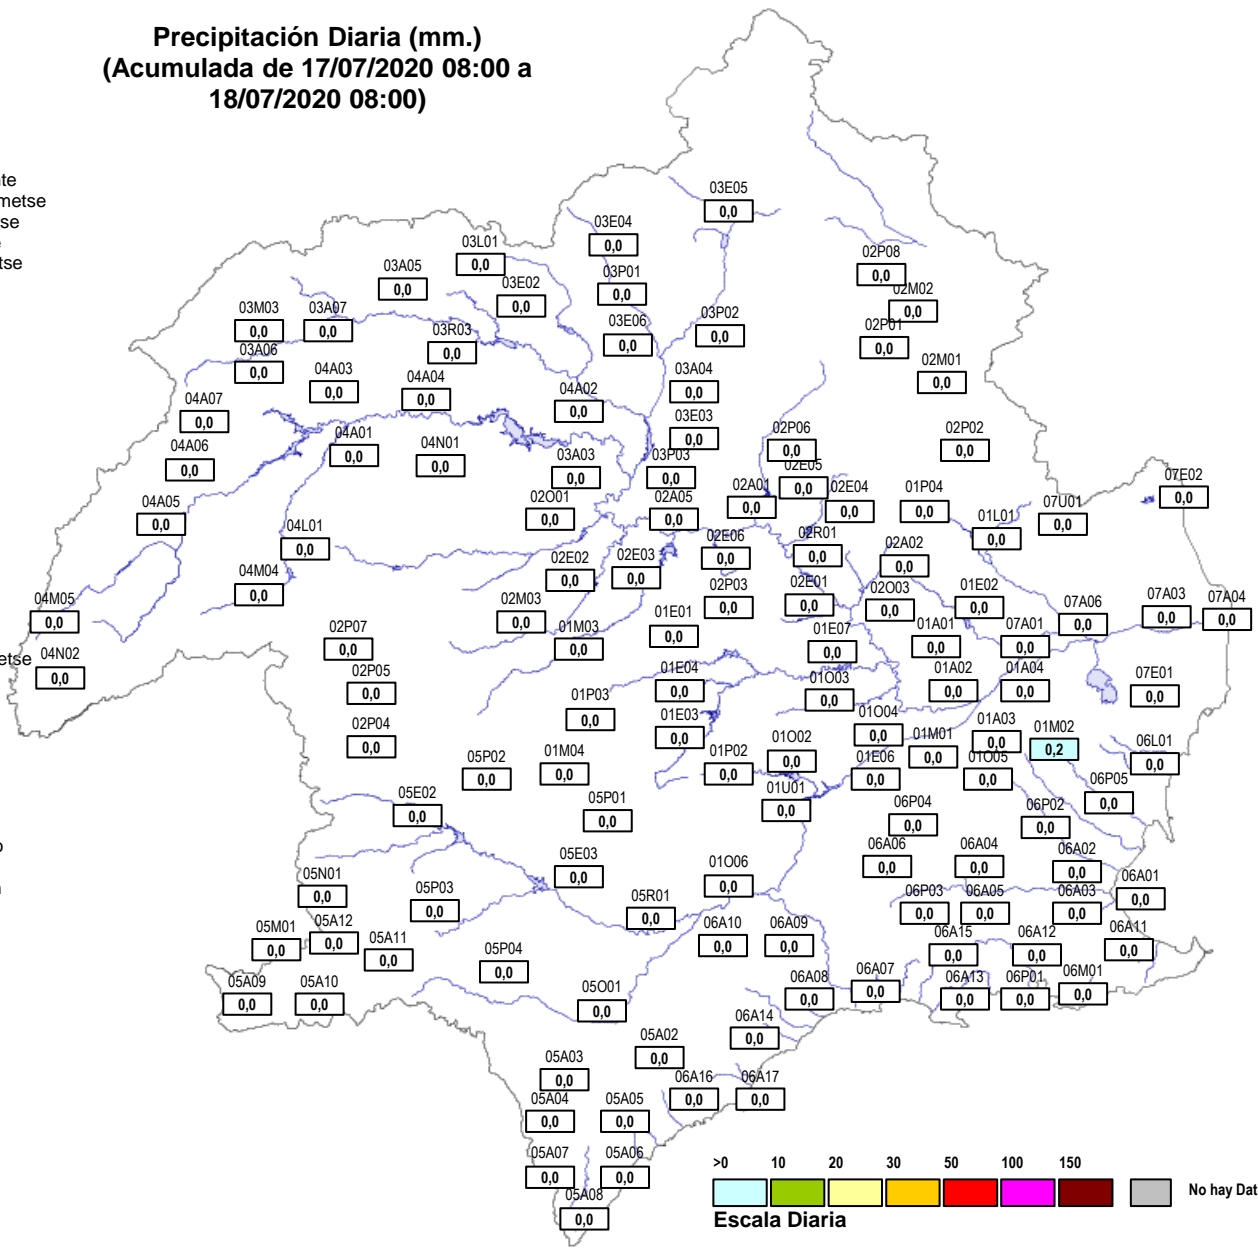 Precipitación Diaria (mm.)
(Acumulada de 17/07/2020 08:00 a
18/07/2020 08:00)
te
metse
se
tse
03E05
0,0
03E04
0,0
03L01
0,0
02P08
0,0
03A05
0,0
03P01
0,0
03E02
0,0
02M02
0,0
03M03
0,0
03A07
0,0
03P02
0,0
03E06
0,0
03R03
0,0
02P01
0,0
03A06
0,0
02M01
0,0
04A03
0,0
04A04
0,0
03A04
0,0
04A02
0,0
04A07
0,0
03E03
0,0
04A01
0,0
02P06
0,0
02P02
0,0
04A06
0,0
04N01
0,0
03A03
0,0
03P03
0,0
02E05
0,0
07E02
0,0
02A01
0,0
02E04
0,0
01P04
0,0
04A05
0,0
02O01
0,0
02A05
0,0
07U01
0,0
01L01
0,0
04L01
0,0
02E06
0,0
02R01
0,0
02A02
0,0
02E02
0,0
02E03
0,0
04M04
0,0
02P03
0,0
02E01
0,0
02O03
0,0
01E02
0,0
04M05
0,0
02M03
0,0
01E01
0,0
07A06
0,0
07A03
0,0
07A04
0,0
02P07
0,0
01M03
0,0
01E07
0,0
01A01
0,0
07A01
0,0
etse
04N02
0,0
02P05
0,0
01E04
0,0
01O03
0,0
01A02
0,0
01A04
0,0
07E01
0,0
01P03
0,0
01E03
0,0
01O04
0,0
01A03
0,0
01M02
0,2
02P04
0,0
01O02
0,0
01M01
0,0
06L01
0,0
05P02
0,0
01M04
0,0
01P02
0,0
01E06
0,0
01O05
0,0
05E02
0,0
05P01
0,0
01U01
0,0
06P04
0,0
06P02
0,0
06P05
0,0
o
05E03
0,0
01O06
0,0
06A06
0,0
06A04
0,0
06A02
0,0
05N01
0,0
05P03
0,0
05R01
0,0
06P03
0,0
06A05
0,0
06A03
0,0
06A01
0,0
05M01
0,0
05A12
0,0
05A11
0,0
05P04
0,0
06A10
0,0
06A09
0,0
06A15
0,0
06A12
0,0
06A11
0,0
05A09
0,0
05A10
0,0
05O01
0,0
06A08
0,0
06A07
0,0
06A13
0,0
06P01
0,0
06M01
0,0
05A02
0,0
06A14
0,0
05A03
0,0
06A16
0,0
06A17
0,0
05A04
0,0
05A05
0,0
05A07
0,0
05A06
0,0
05A08
0,0
>0 10 20 30 50 100 150
No hay Dat
Escala Diaria